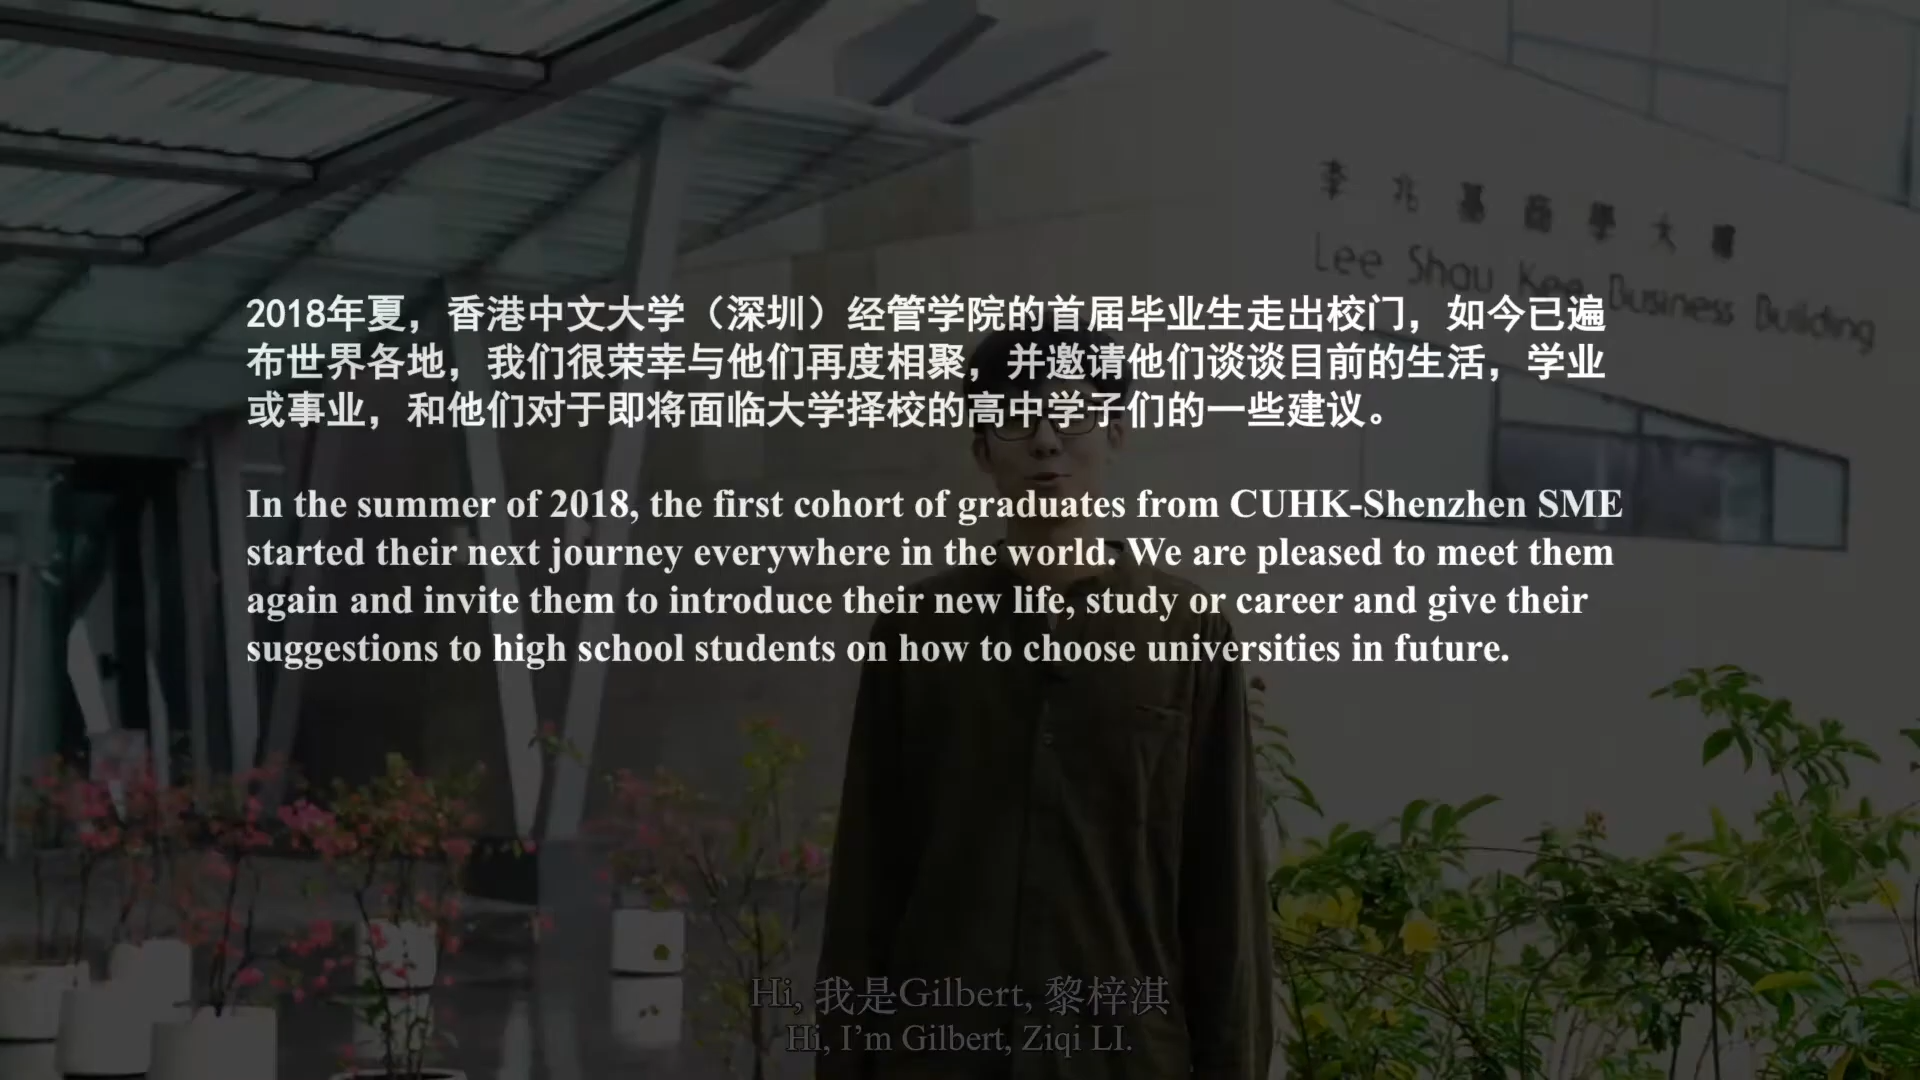 李兆基商學大樓
Lee Shau Kee Business Building
2018年夏，香港中文大学（深圳）经管学院的首届毕业生走出校门，如今已遍
布世界各地，我们很荣幸与他们再度相聚，并邀请他们谈谈目前的生活，学业
或事业，和他们对于即将面临大学择校的高中学子们的一些建议。
In the summer of 2018, the first cohort of graduates from CUHK-Shenzhen SME
started their next journey everywhere in the world. We are pleased to meet them
again and invite them to introduce their new life, study or career and give their
suggestions to high school students on how to choose universities in future.
Hi, 我是Gilbert, 黎梓淇
Hi, I’m Gilbert, Ziqi LI.